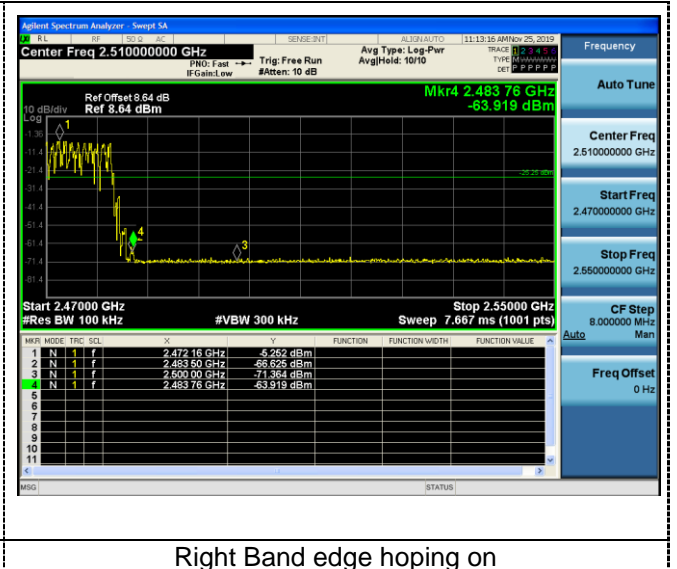 Agilent Spectrum Analyzer - Swept SA
RL RF 50 Ω AC SENSE:INT ALIGN AUTO 11:13:16 AM Nov 25, 2019
Center Freq 2.510000000 GHz
PNO: Fast Trig: Free Run
IFGain:Low #Atten: 10 dB
Avg Type: Log-Pwr
Avg|Hold: 10/10
TRACE 1 2 3 4 5 6
TYPE M
DET P P P P P P
Frequency
Mkr4 2.483 76 GHz
-63.919 dBm
Ref Offset 8.64 dB
10 dB/div Ref 8.64 dBm
Log
-1.36
-11.4
-21.4
-31.4
-41.4
-51.4
-61.4
-71.4
-81.4
1
4
3
-25.25 dBm
Start 2.47000 GHz Stop 2.55000 GHz
#Res BW 100 kHz #VBW 300 kHz Sweep 7.667 ms (1001 pts)
MKR MODE TRC SCL X Y FUNCTION FUNCTION WIDTH FUNCTION VALUE
1 N 1 f 2.472 16 GHz -5.252 dBm
2 N 1 f 2.483 50 GHz -66.625 dBm
3 N 1 f 2.500 00 GHz -71.364 dBm
4 N 1 f 2.483 76 GHz -63.919 dBm
5
6
7
8
9
10
11
MSG STATUS
Auto Tune
Center Freq
2.510000000 GHz
Start Freq
2.470000000 GHz
Stop Freq
2.550000000 GHz
CF Step
8.000000 MHz
Auto Man
Freq Offset
0 Hz
Right Band edge hoping on